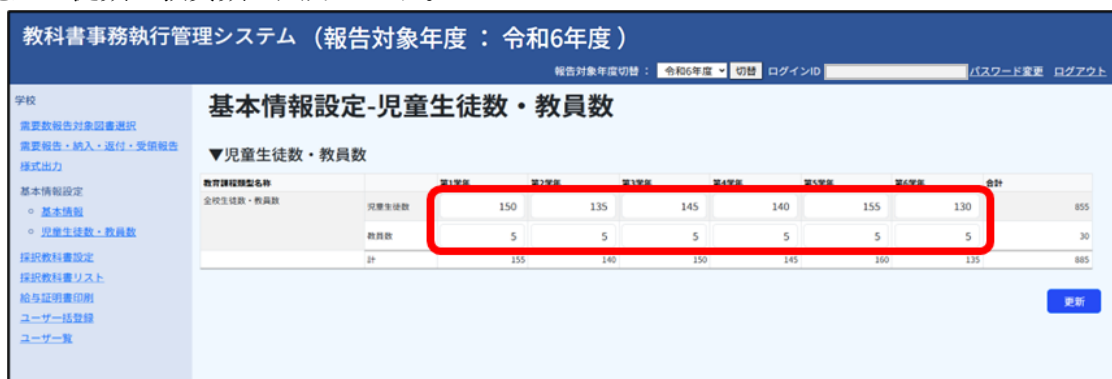 教科書事務執行管理システム （報告対象年度 ： 令和6年度）
報告対象年度切替： 令和6年度 切替 ログインID パスワード変更 ログアウト
学校
需要数報告対象図書選択
需要報告・納入・返付・受領報告
様式出力
基本情報設定
基本情報
児童生徒数・教員数
採択教科書設定
採択教科書リスト
給与証明書印刷
ユーザー括登録
ユーザ一覧
基本情報設定-児童生徒数・教員数
▼児童生徒数・教員数
教育課程類型名称 第1学年 第2学年 第3学年 第4学年 第5学年 第6学年 合計
全校生徒数・教員数 児童生徒数 150 135 145 140 155 130 855
教員数 5 5 5 5 5 5 30
計 155 140 150 145 160 135 885
更新